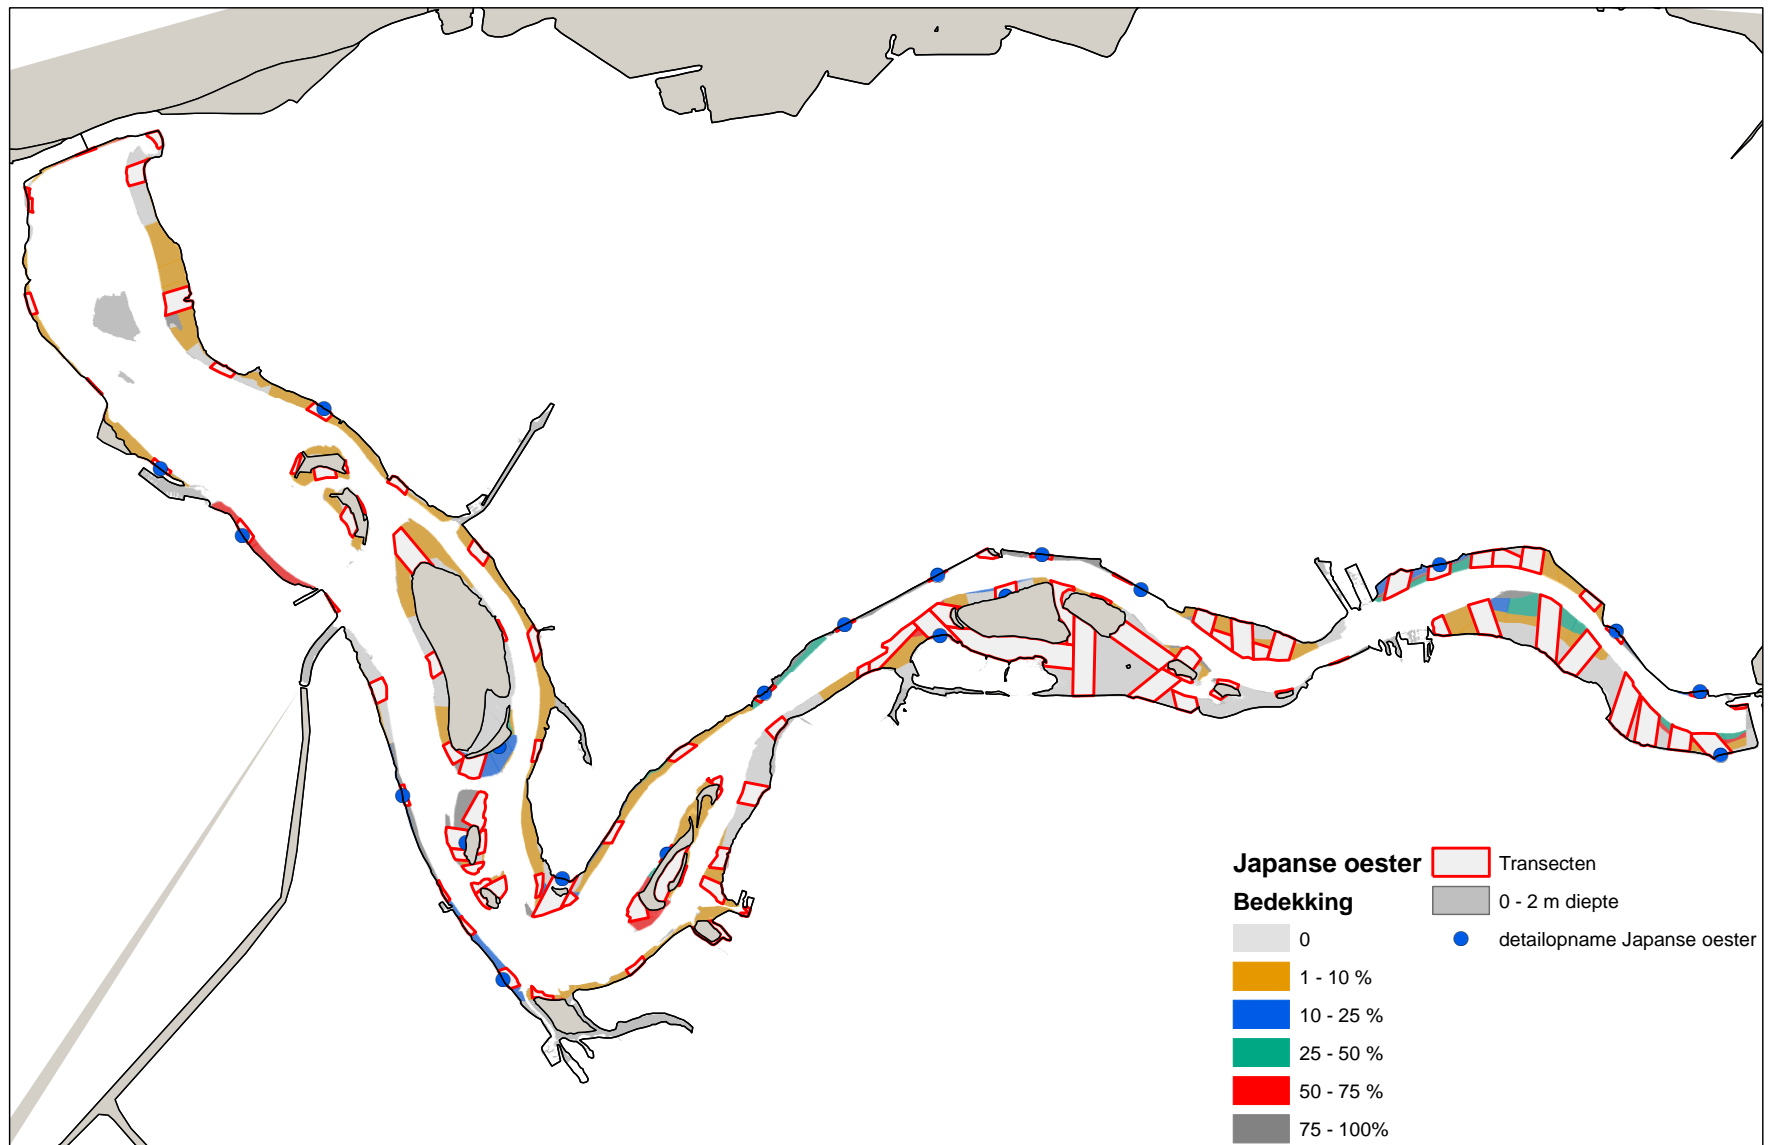 Japanse oester
Bedekking
0
1 - 10 %
10 - 25 %
25 - 50 %
50 - 75 %
75 - 100%
Transecten
0 - 2 m diepte
detailopname Japanse oester